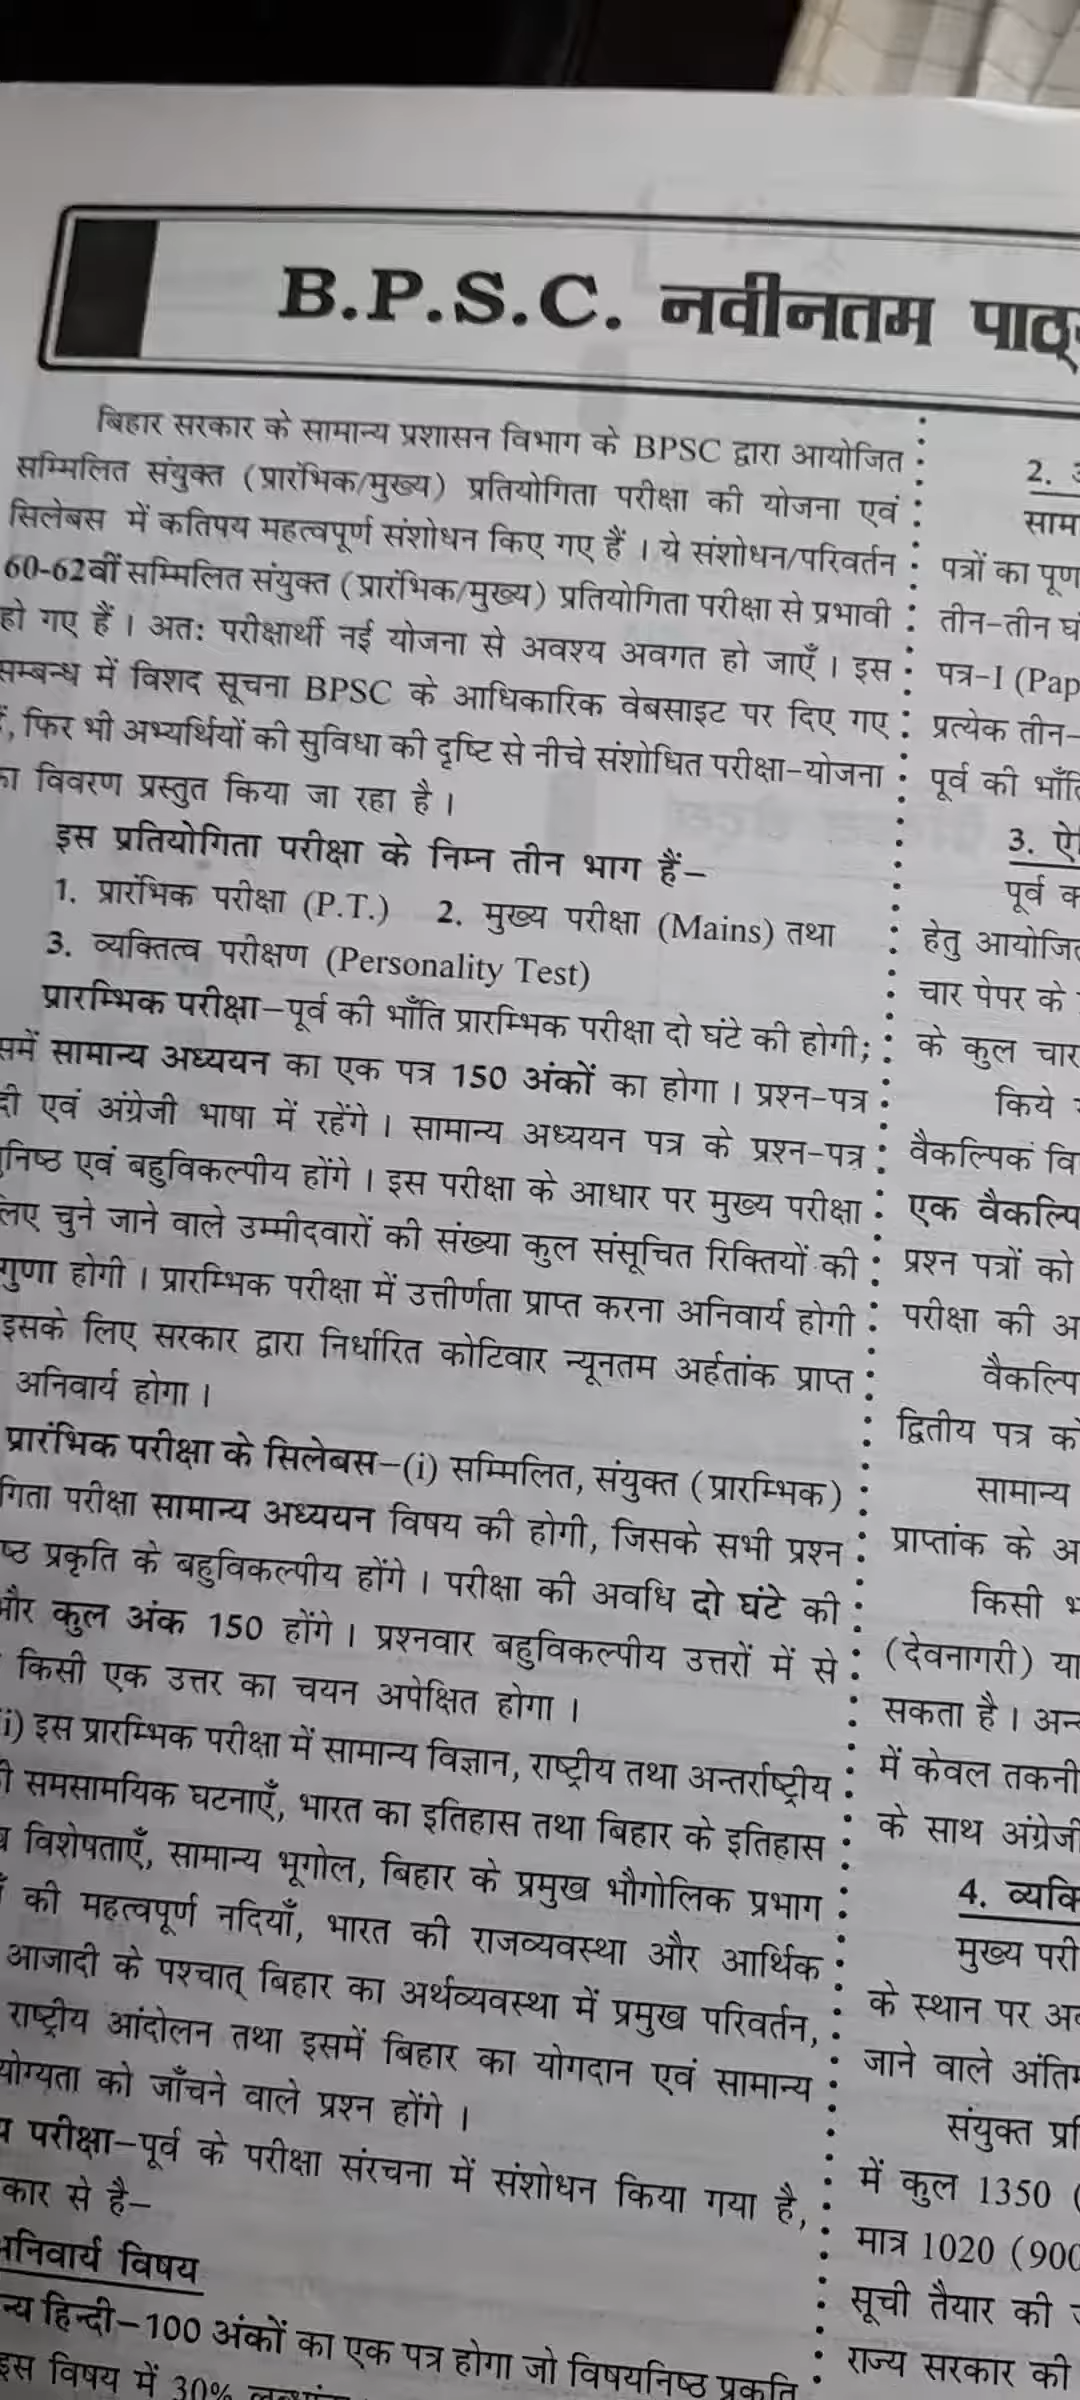 B.P.S.C. नवीनतम
बिहार सरकार के सामान्य प्रशासन विभाग के BPSC द्वारा आयोजित
सम्मिलित संयुक्त (प्रारंभिक/मुख्य) प्रतियोगिता परीक्षा की योजना एवं
सिलेबस में कतिपय महत्वपूर्ण संशोधन किए गए हैं । ये संशोधन/परिवर्तन
60-62वीं सम्मिलित संयुक्त (प्रारंभिक/मुख्य) प्रतियोगिता परीक्षा से प्रभावी
हो गए हैं । अतः परीक्षार्थी नई योजना से अवश्य अवगत हो जाएँ । इस
सम्बन्ध में विशद सूचना BPSC के आधिकारिक वेबसाइट पर दिए गए
फिर भी अभ्यर्थियों की सुविधा की दृष्टि से नीचे संशोधित परीक्षा-योजना
विवरण प्रस्तुत किया जा रहा है ।
इस प्रतियोगिता परीक्षा के निम्न तीन भाग हैं–
1. प्रारंभिक परीक्षा (P.T.) 2. मुख्य परीक्षा (Mains) तथा
3. व्यक्तित्व परीक्षण (Personality Test)
प्रारम्भिक परीक्षा–पूर्व की भाँति प्रारम्भिक परीक्षा दो घंटे की होगी;
सामान्य अध्ययन का एक पत्र 150 अंकों का होगा । प्रश्न-पत्र
एवं अंग्रेजी भाषा में रहेंगे । सामान्य अध्ययन पत्र के प्रश्न-पत्र
एवं बहुविकल्पीय होंगे । इस परीक्षा के आधार पर मुख्य परीक्षा
चुने जाने वाले उम्मीदवारों की संख्या कुल संसूचित रिक्तियों की
गुणा होगी । प्रारम्भिक परीक्षा में उत्तीर्णता प्राप्त करना अनिवार्य होगी
इसके लिए सरकार द्वारा निर्धारित कोटिवार न्यूनतम अर्हतांक प्राप्त
अनिवार्य होगा ।
प्रारंभिक परीक्षा के सिलेबस–(i) सम्मिलित, संयुक्त (प्रारम्भिक)
परीक्षा सामान्य अध्ययन विषय की होगी, जिसके सभी प्रश्न
प्रकृति के बहुविकल्पीय होंगे । परीक्षा की अवधि दो घंटे की
और कुल अंक 150 होंगे । प्रश्नवार बहुविकल्पीय उत्तरों में से
किसी एक उत्तर का चयन अपेक्षित होगा ।
इस प्रारम्भिक परीक्षा में सामान्य विज्ञान, राष्ट्रीय तथा अन्तर्राष्ट्रीय
समसामयिक घटनाएँ, भारत का इतिहास तथा बिहार के इतिहास
विशेषताएँ, सामान्य भूगोल, बिहार के प्रमुख भौगोलिक प्रभाग
की महत्वपूर्ण नदियाँ, भारत की राजव्यवस्था और आर्थिक
आजादी के पश्चात् बिहार का अर्थव्यवस्था में प्रमुख परिवर्तन,
राष्ट्रीय आंदोलन तथा इसमें बिहार का योगदान एवं सामान्य
योग्यता को जाँचने वाले प्रश्न होंगे ।
परीक्षा–पूर्व के परीक्षा संरचना में संशोधन किया गया है,
से है–
अनिवार्य विषय
हिन्दी–100 अंकों का एक पत्र होगा जो विषयनिष्ठ प्रकृति
इस विषय में 30%
2.
पत्रों का
तीन-तीन
पत्र-I
प्रत्येक तीन-
पूर्व की
3.
पूर्व
हेतु
चार पेपर के
के कुल चार
किये
वैकल्पिक
एक
प्रश्न पत्रों को
परीक्षा की
द्वितीय पत्र
सामान्य
प्राप्तांक के
किसी
(देवनागरी) या
सकता है ।
में केवल
के साथ
4.
मुख्य
के स्थान पर
जाने वाले
संयुक्त
में कुल 1350
मात्र 1020
सूची तैयार की
राज्य सरकार की